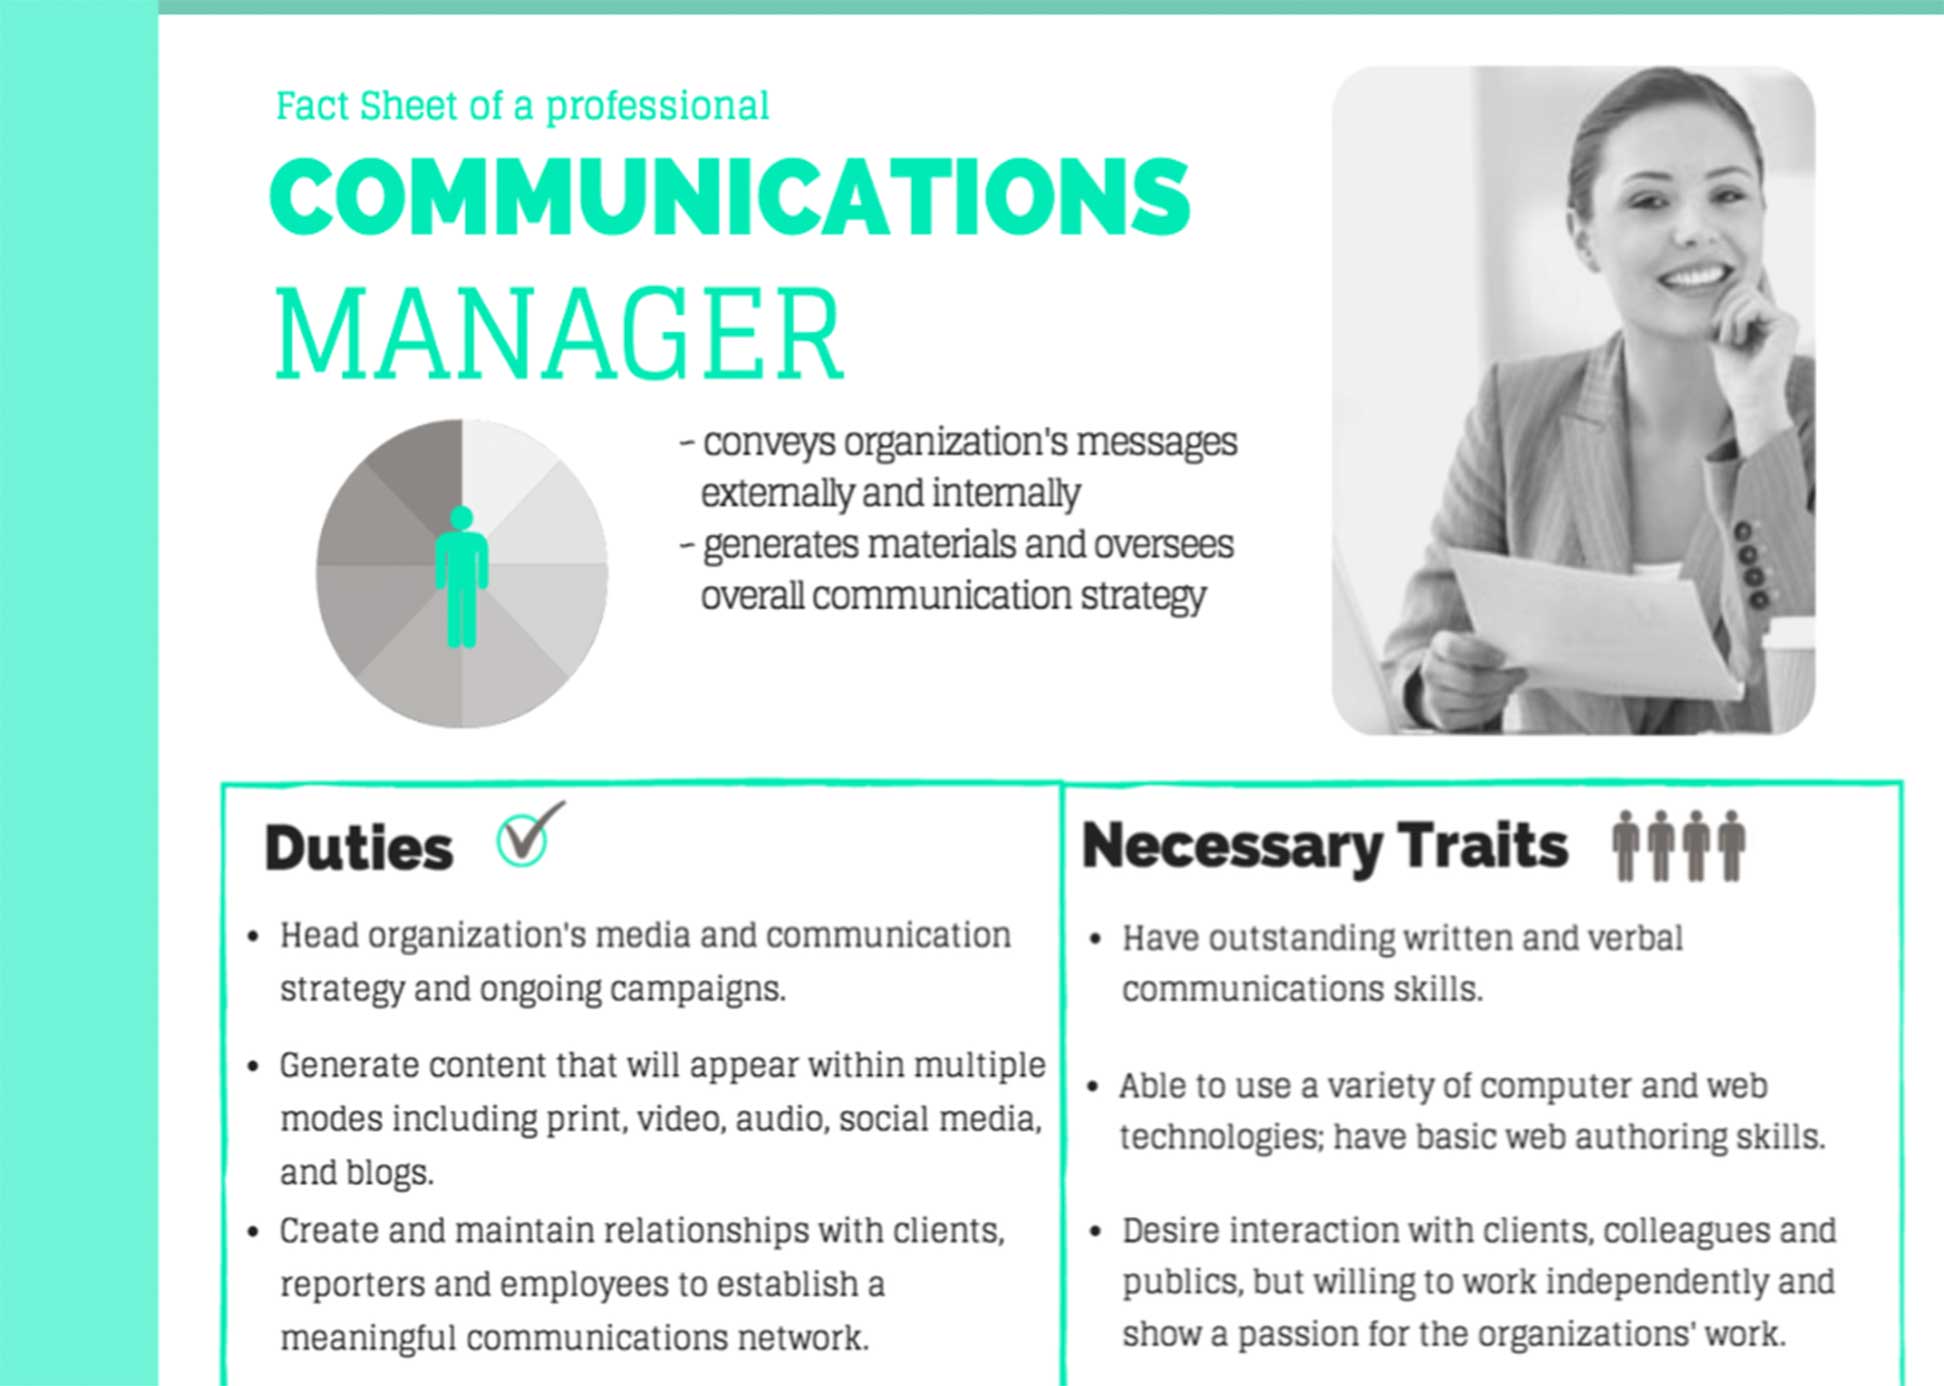 Fact Sheet of a professional
COMMUNICATIONS
MANAGER
- conveys organization's messages
externally and internally
- generates materials and oversees
overall communication strategy
Duties
• Head organization's media and communication
strategy and ongoing campaigns.
• Generate content that will appear within multiple
modes including print, video, audio, social media,
and blogs.
• Create and maintain relationships with clients,
reporters and employees to establish a
meaningful communications network.
Necessary Traits
• Have outstanding written and verbal
communications skills.
• Able to use a variety of computer and web
technologies; have basic web authoring skills.
• Desire interaction with clients, colleagues and
publics, but willing to work independently and
show a passion for the organizations' work.